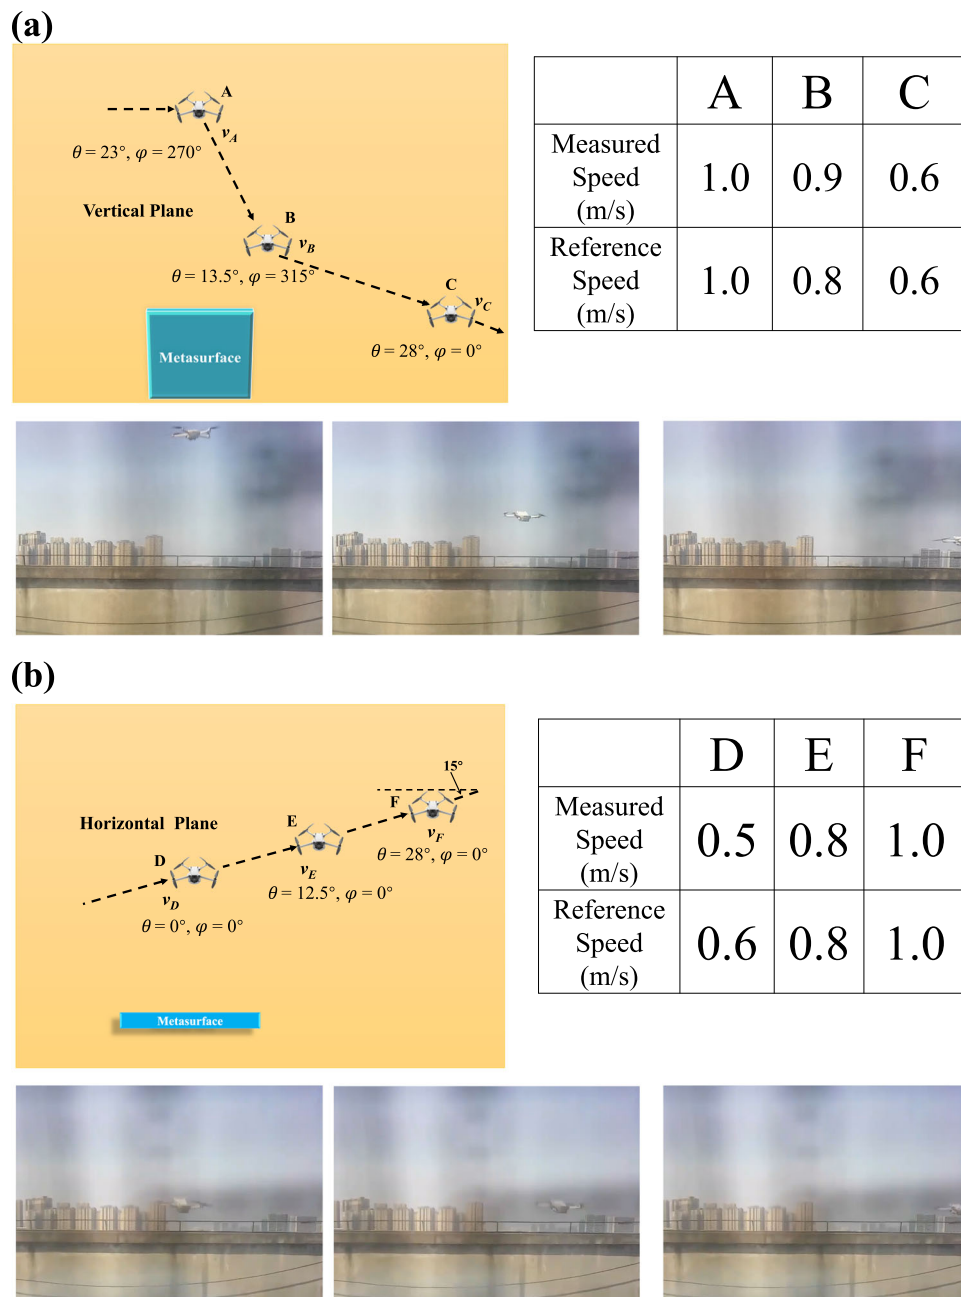 (a)
A
v_A
θ = 23°, φ = 270°
Vertical Plane
B
v_B
θ = 13.5°, φ = 315°
C
v_C
θ = 28°, φ = 0°
Metasurface
A B C
Measured Speed (m/s) 1.0 0.9 0.6
Reference Speed (m/s) 1.0 0.8 0.6
(b)
15°
F
Horizontal Plane
E
v_F
θ = 28°, φ = 0°
D
v_E
θ = 12.5°, φ = 0°
v_D
θ = 0°, φ = 0°
Metasurface
D E F
Measured Speed (m/s) 0.5 0.8 1.0
Reference Speed (m/s) 0.6 0.8 1.0